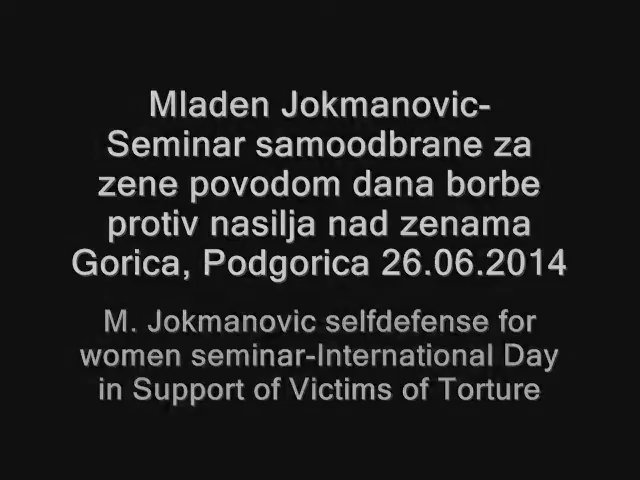 Mladen Jokmanovic-
Seminar samoodbrane za
zene povodom dana borbe
protiv nasilja nad zenama
Gorica, Podgorica 26.06.2014
M. Jokmanovic selfdefense for
women seminar-International Day
in Support of Victims of Torture